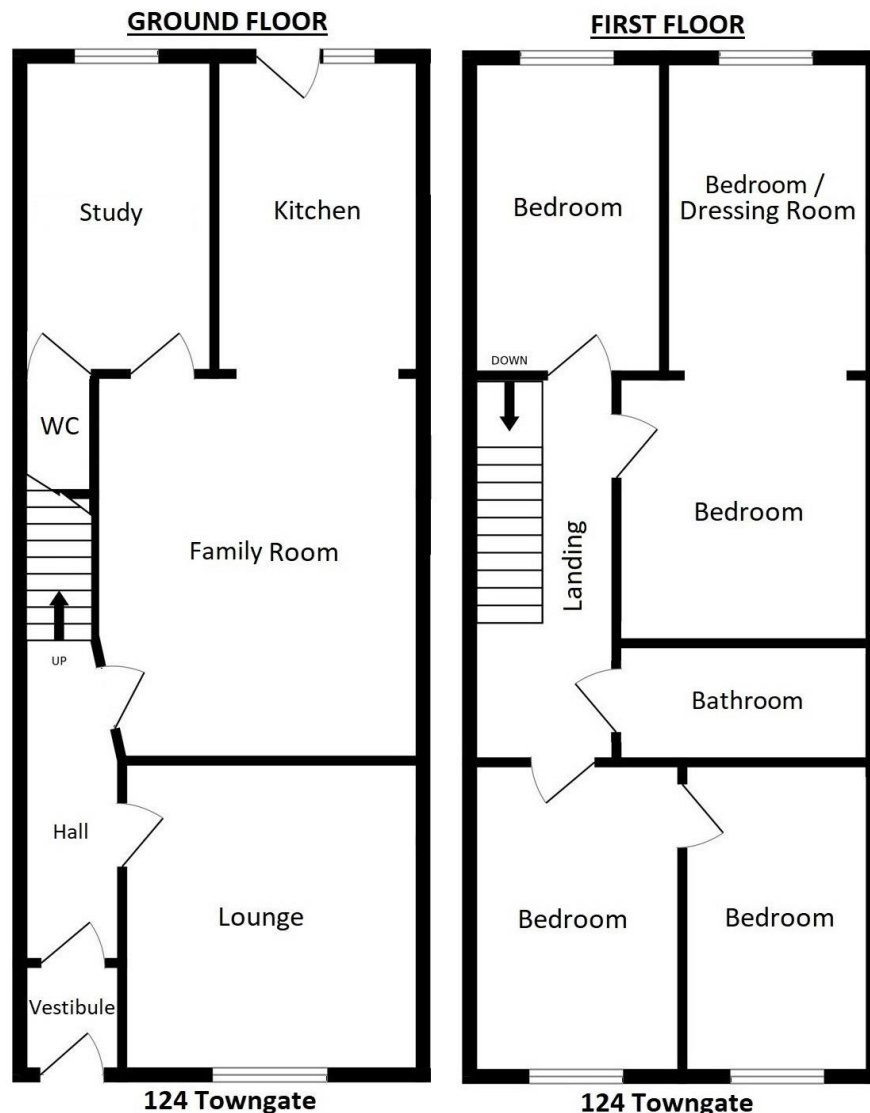 GROUND FLOOR
Study
Kitchen
WC
Family Room
UP
Hall
Lounge
Vestibule
124 Towngate
FIRST FLOOR
Bedroom
Bedroom /
Dressing Room
DOWN
Landing
Bedroom
Bathroom
Bedroom
Bedroom
124 Towngate